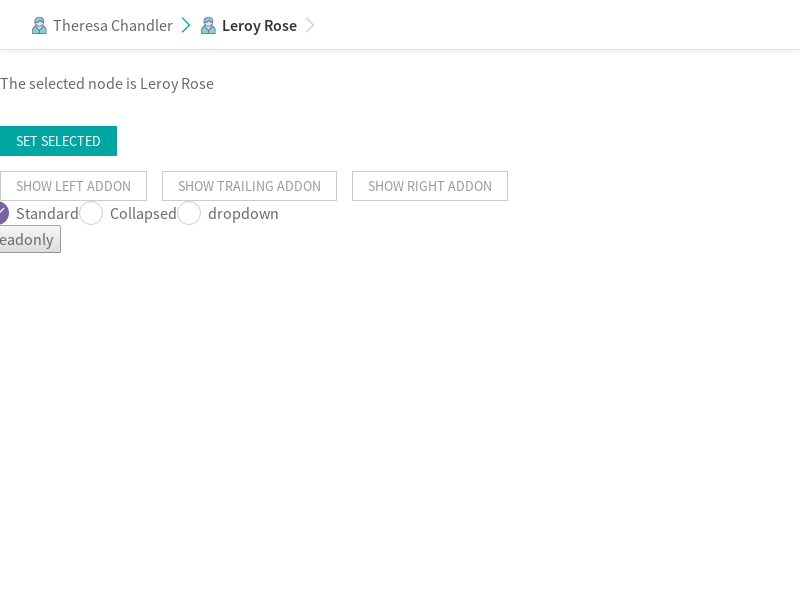 Theresa Chandler Leroy Rose
The selected node is Leroy Rose
SET SELECTED
SHOW LEFT ADDON SHOW TRAILING ADDON SHOW RIGHT ADDON
Standard Collapsed dropdown
eadonly